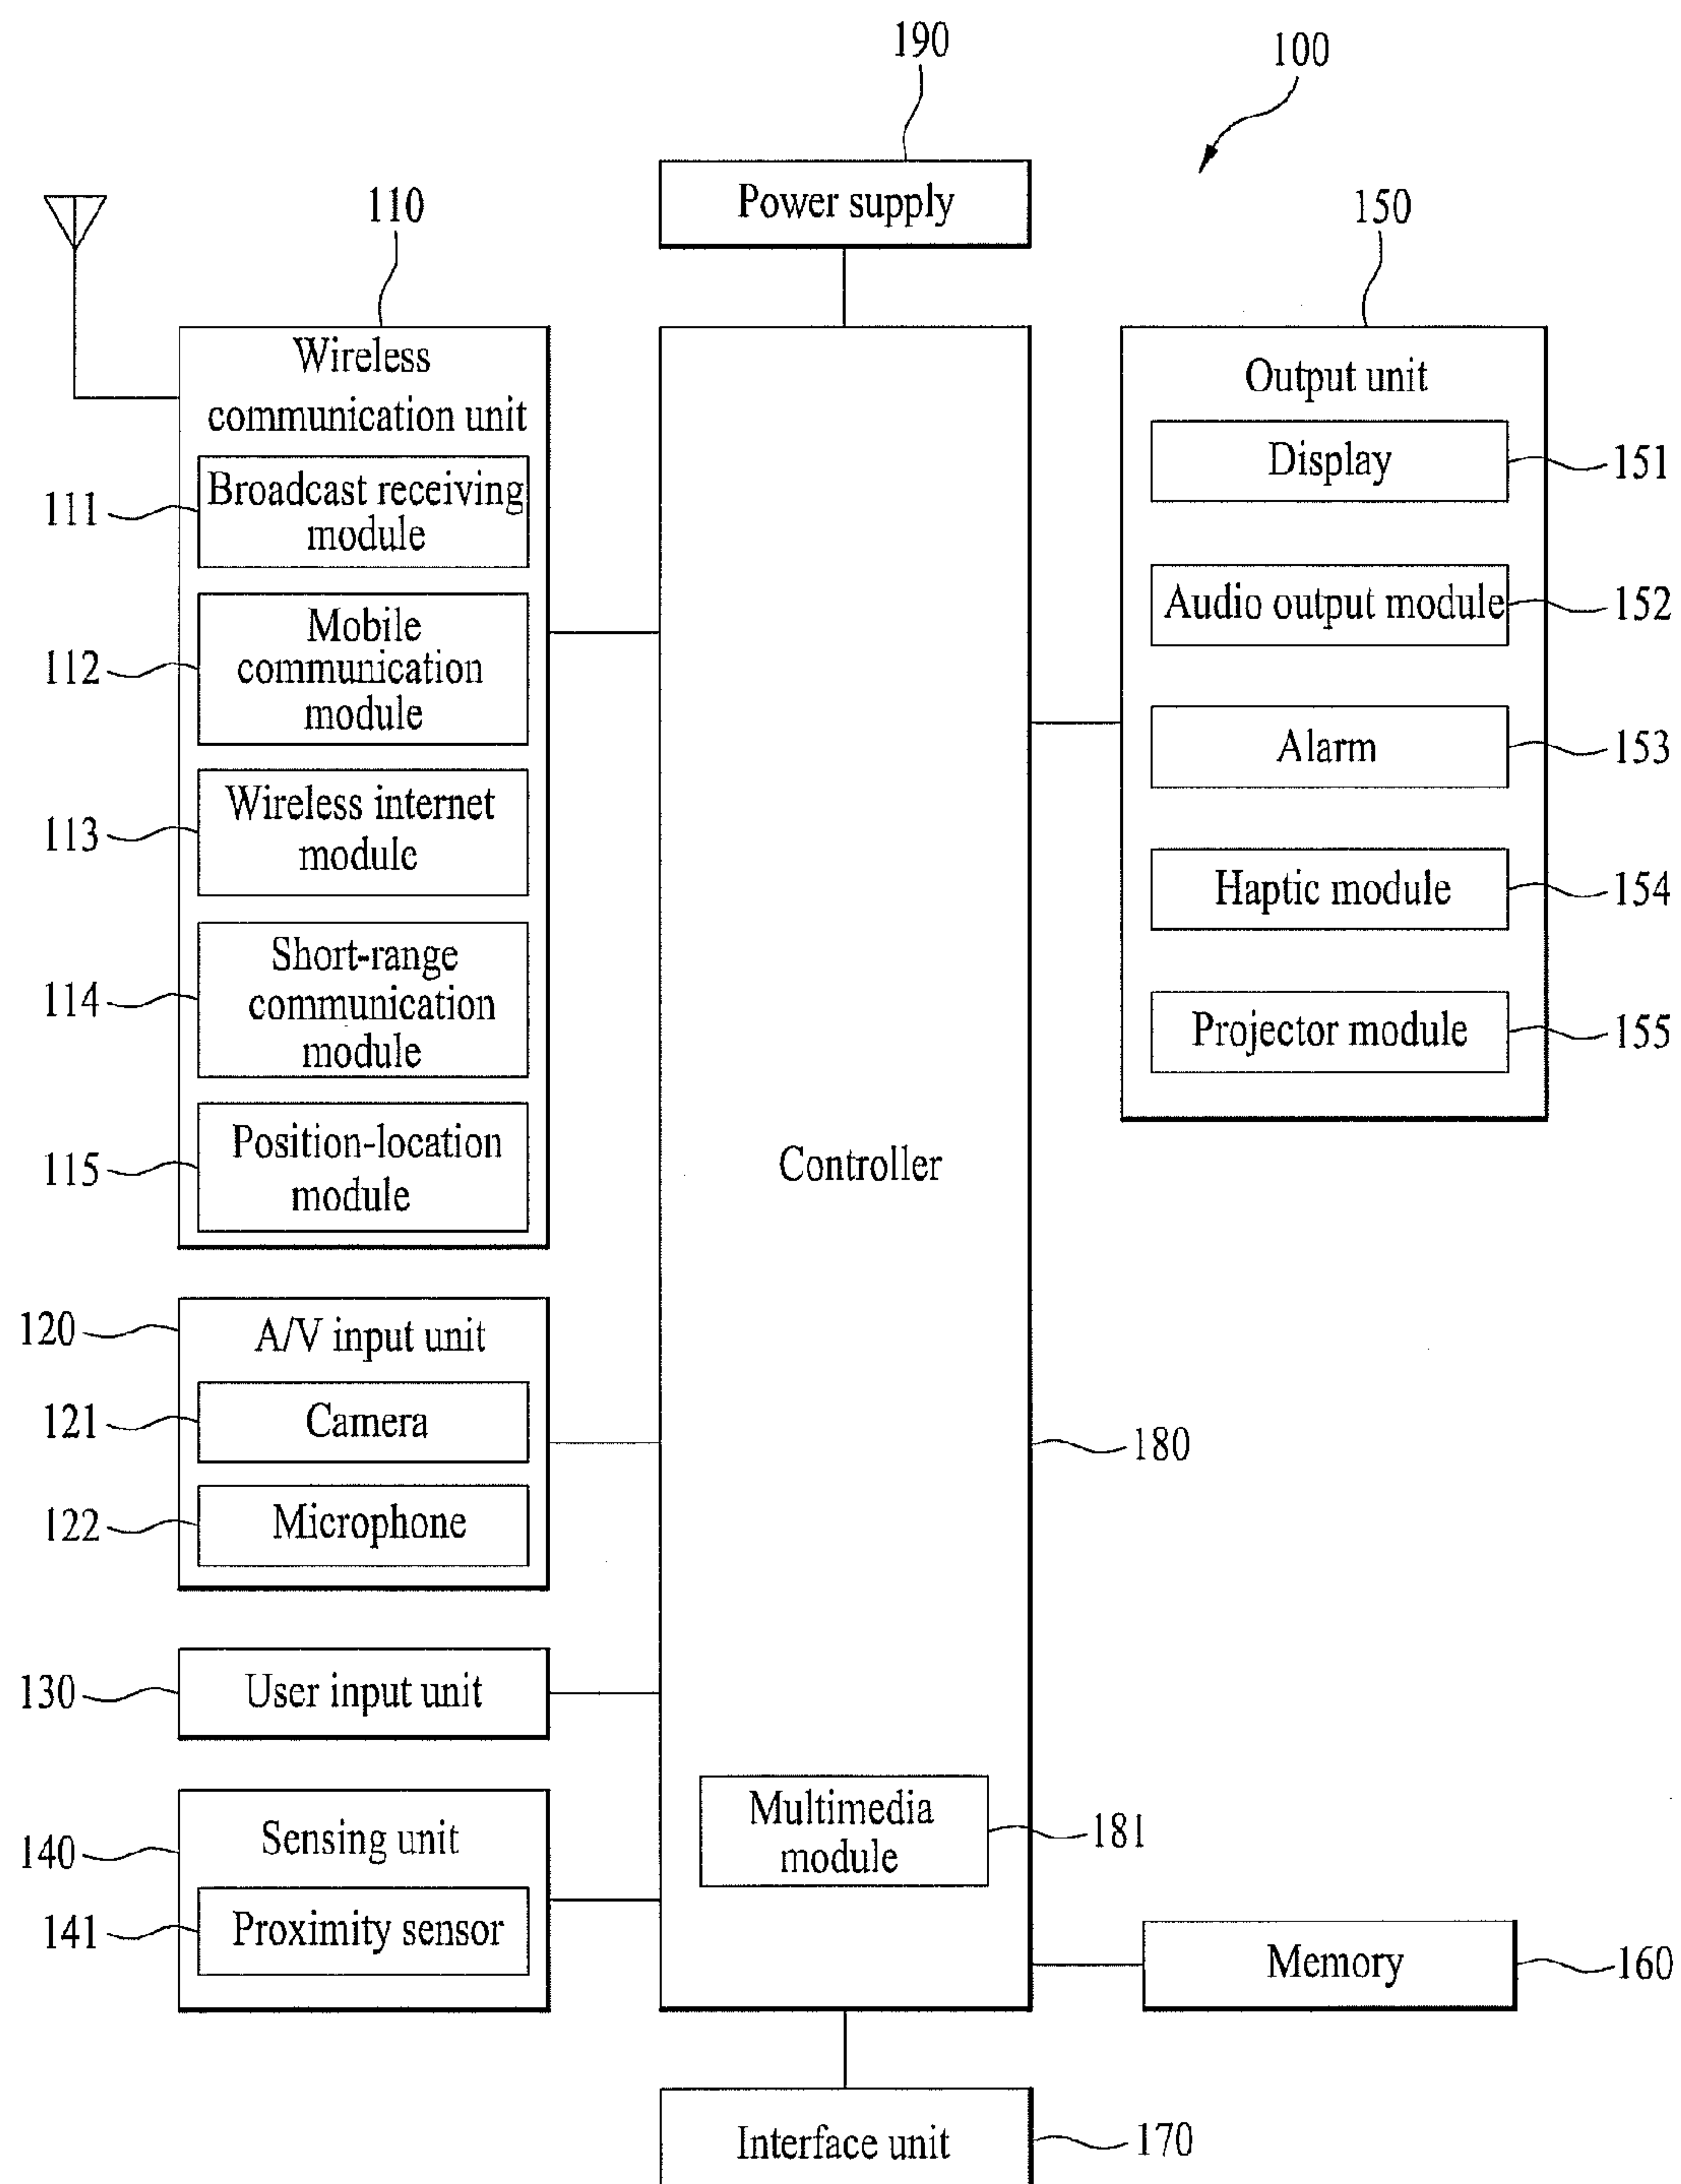 190
100
Power supply
110
150
Wireless
communication unit
Output unit
111
Broadcast receiving
module
Display
151
112
Mobile
communication
module
Audio output module
152
113
Wireless internet
module
Alarm
153
114
Short-range
communication
module
Haptic module
154
115
Position-location
module
Projector module
155
Controller
120
A/V input unit
121
Camera
122
Microphone
180
130
User input unit
140
Sensing unit
141
Proximity sensor
Multimedia
module
181
Memory
160
Interface unit
170